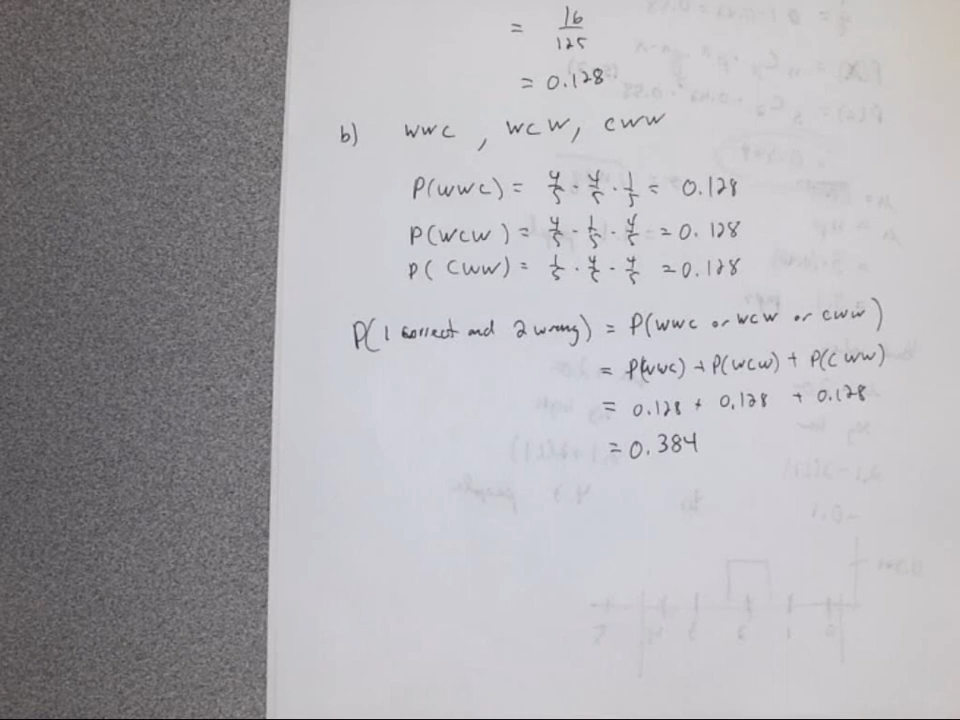 = 16/125
= 0.128
b) WWC, WCW, CWW
P(WWC) = 4/5 · 4/5 · 1/5 = 0.128
P(WCW) = 4/5 · 1/5 · 4/5 = 0.128
P(CWW) = 1/5 · 4/5 · 4/5 = 0.128
P(1 correct and 2 wrong) = P(WWC or WCW or CWW)
= P(WWC) + P(WCW) + P(CWW)
= 0.128 + 0.128 + 0.128
= 0.384